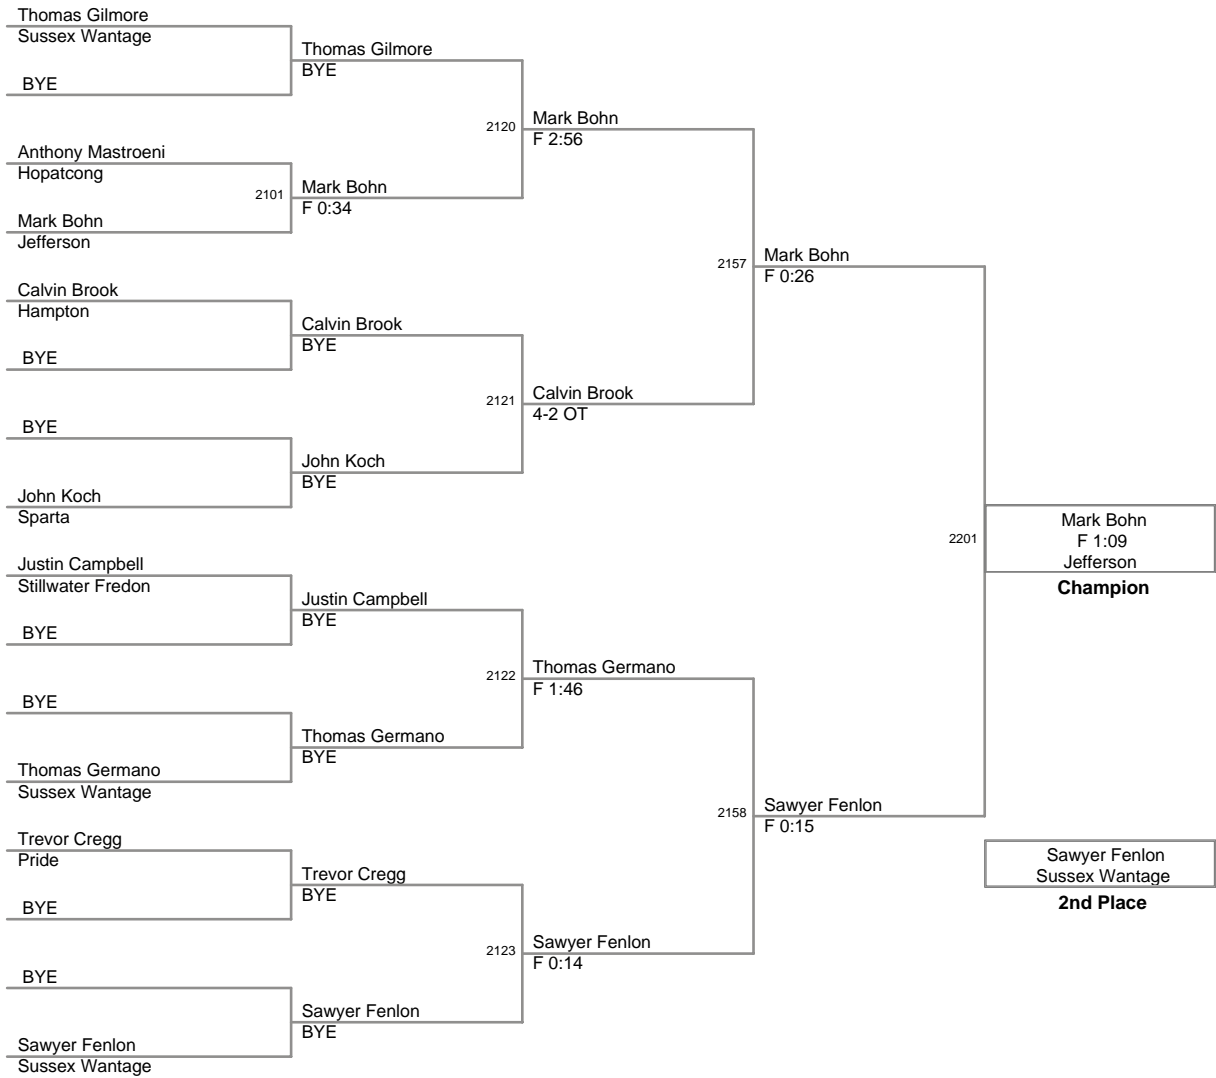 Thomas Gilmore
Sussex Wantage
BYE
Anthony Mastroeni
Hopatcong
2101
Mark Bohn
Jefferson
Calvin Brook
Hampton
BYE
BYE
John Koch
Sparta
Justin Campbell
Stillwater Fredon
BYE
BYE
Thomas Germano
Sussex Wantage
Trevor Cregg
Pride
BYE
BYE
Sawyer Fenlon
Sussex Wantage
Thomas Gilmore
BYE
2120
Mark Bohn
F 0:34
Calvin Brook
BYE
2121
John Koch
BYE
Justin Campbell
BYE
2122
Thomas Germano
BYE
Trevor Cregg
BYE
2123
Sawyer Fenlon
BYE
Mark Bohn
F 2:56
2157
Calvin Brook
4-2 OT
Thomas Germano
F 1:46
2158
Sawyer Fenlon
F 0:14
Mark Bohn
F 0:26
2201
Sawyer Fenlon
F 0:15
Mark Bohn
F 1:09
Jefferson
Champion
Sawyer Fenlon
Sussex Wantage
2nd Place